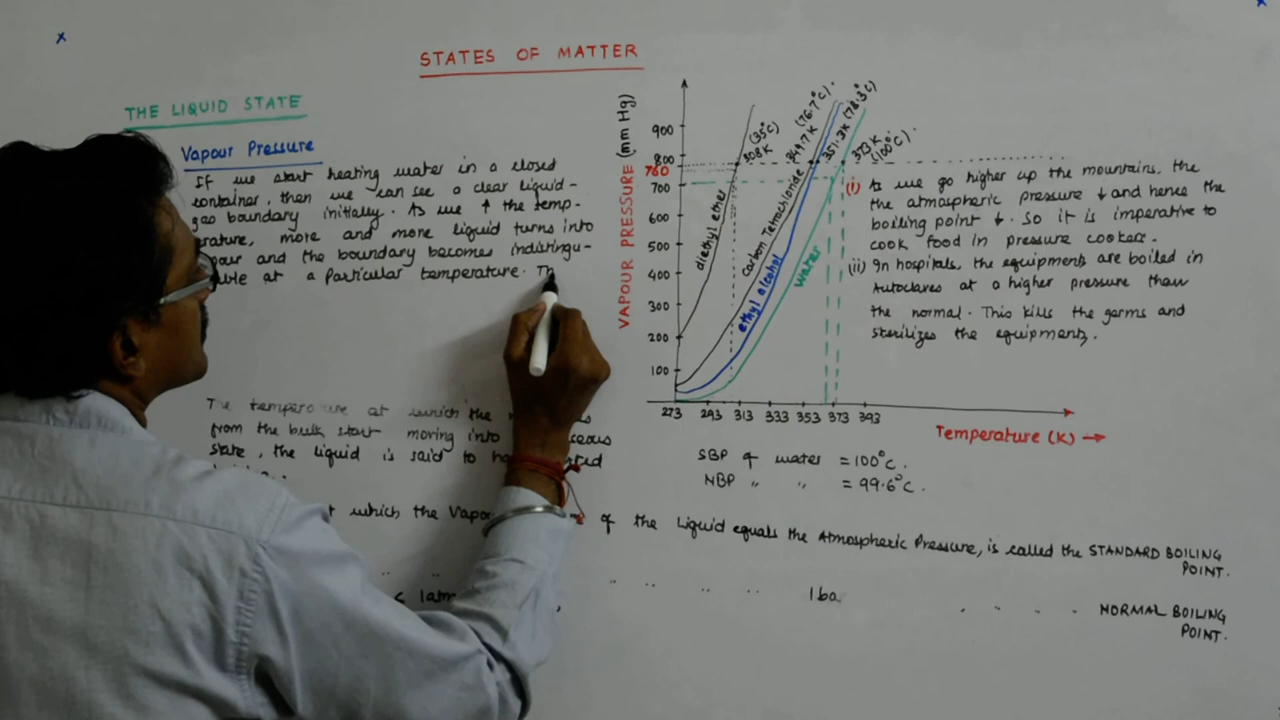 STATES OF MATTER
THE LIQUID STATE
Vapour Pressure
If we start heating water in a closed
container, then we can see a clear liquid-
gas boundary initially. As we ↑ the temp-
rature, more and more liquid turns into
pour and the boundary becomes indistingu-
able at a Particular temperature. Th
The temperature at which the
from the bulk start moving into
state, the liquid is said to
which the Vapo of the Liquid equals the Atmospheric Pressure, is called the STANDARD BOILING
POINT.
1 ba
NORMAL BOILING
POINT.
VAPOUR PRESSURE (mm Hg)
900
800
760
700
600
500
400
300
200
100
273 293 313 333 353 373 393
Temperature (K) →
diethyl ether
carbon Tetrachloride
ethyl alcohol
water
308K (35°C)
349.7K (76.7°C).
351.3K (78.3°C)
373K (100°C).
SBP of water = 100°C.
NBP " " = 99.6°C.
(i) As we go higher up the mountains, the
the atmospheric pressure ↓ and hence the
boiling point ↓. So it is imperative to
cook food in pressure cookers.
(ii) In hospitals, the equipments are boiled in
Autoclaves at a higher pressure than
the normal. This kills the germs and
sterilizes the equipments.